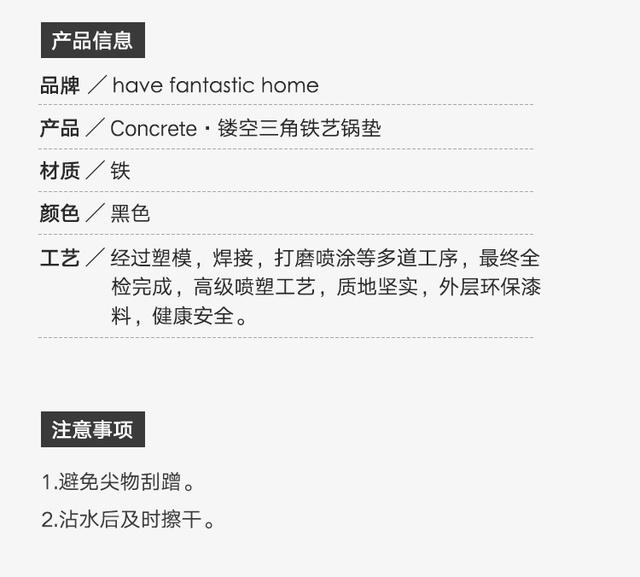 产品信息
品牌 / have fantastic home
产品 / Concrete · 镂空三角铁艺锅垫
材质 / 铁
颜色 / 黑色
工艺 / 经过塑模，焊接，打磨喷涂等多道工序，最终全
检完成，高级喷塑工艺，质地坚实，外层环保漆
料，健康安全。
注意事项
1.避免尖物刮蹭。
2.沾水后及时擦干。